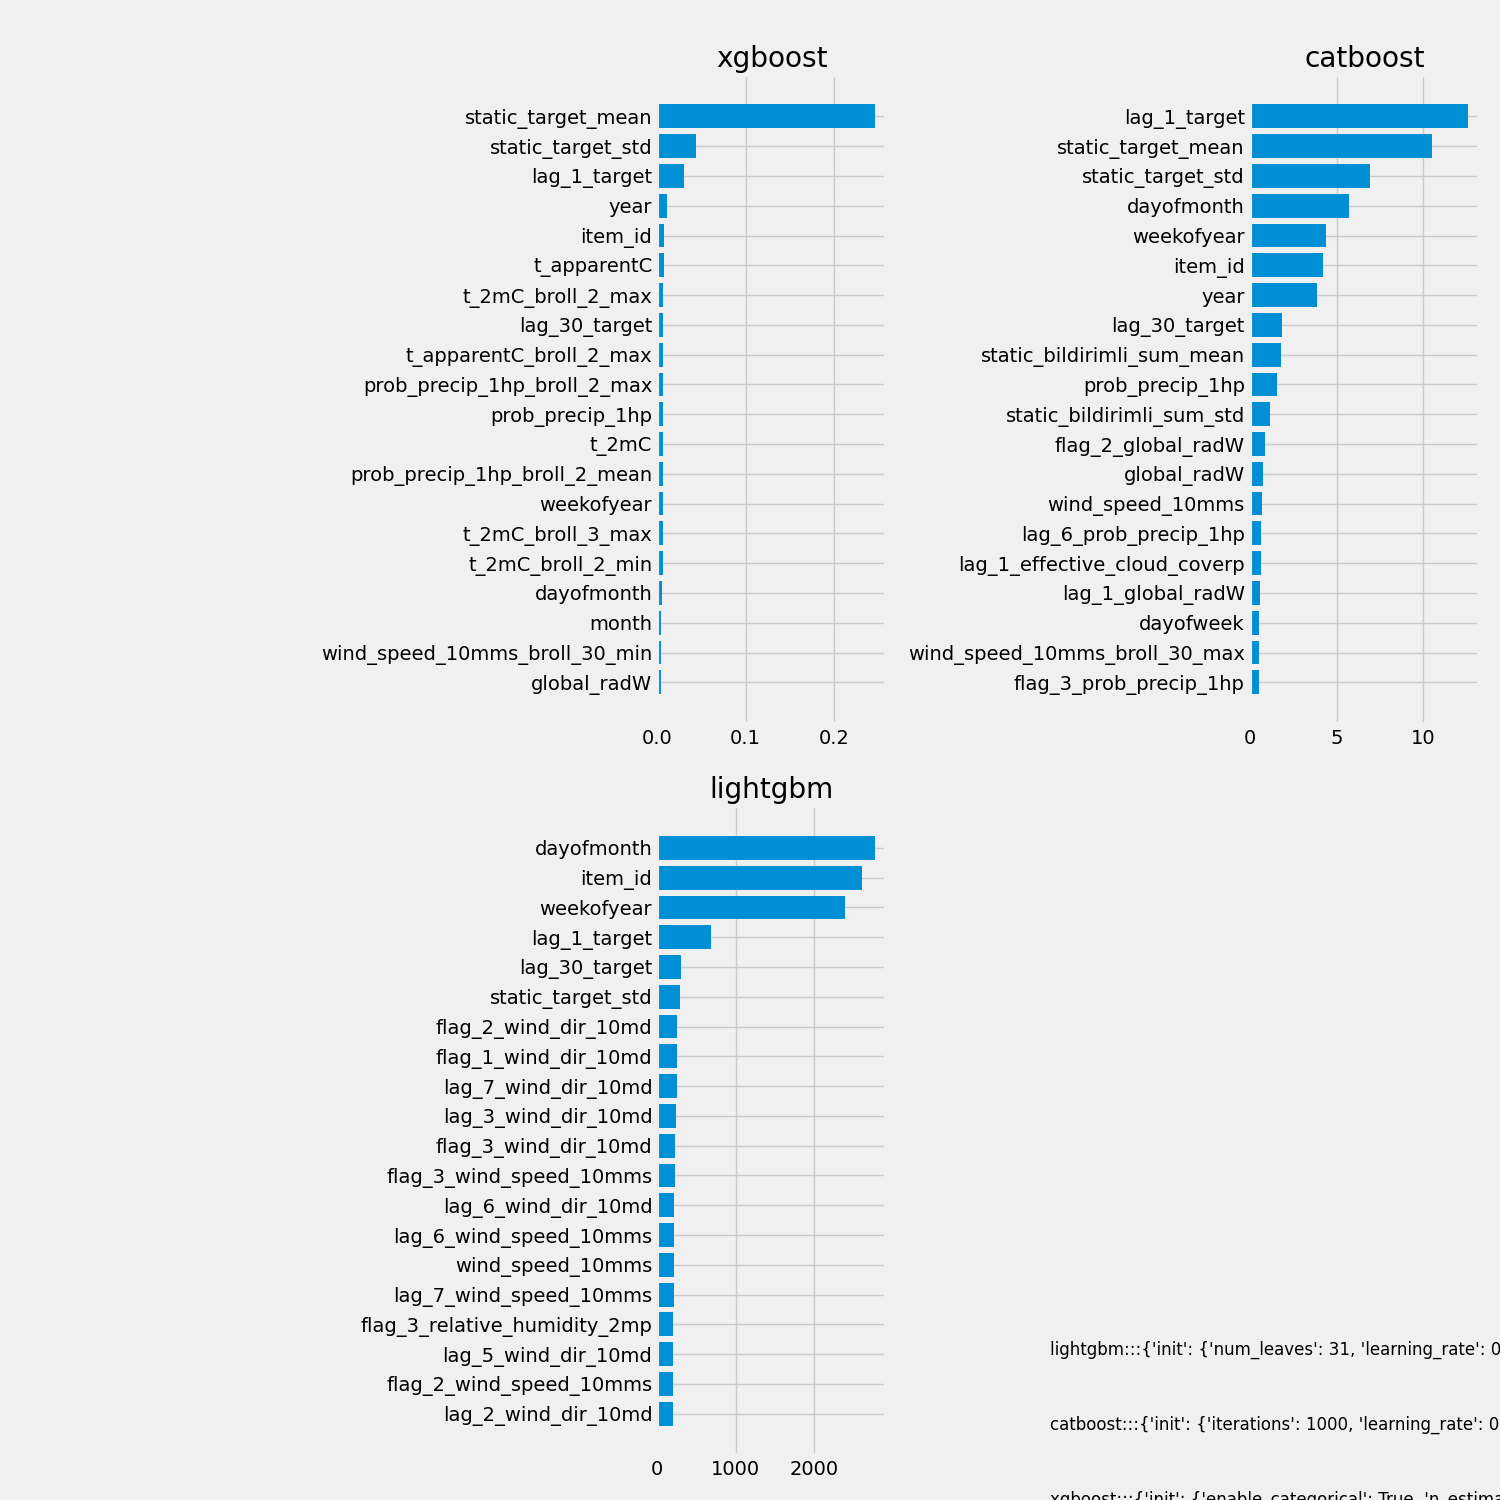 xgboost
static_target_mean
static_target_std
lag_1_target
year
item_id
t_apparentC
t_2mC_broll_2_max
lag_30_target
t_apparentC_broll_2_max
prob_precip_1hp_broll_2_max
prob_precip_1hp
t_2mC
prob_precip_1hp_broll_2_mean
weekofyear
t_2mC_broll_3_max
t_2mC_broll_2_min
dayofmonth
month
wind_speed_10mms_broll_30_min
global_radW
0.0 0.1 0.2
catboost
lag_1_target
static_target_mean
static_target_std
dayofmonth
weekofyear
item_id
year
lag_30_target
static_bildirimli_sum_mean
prob_precip_1hp
static_bildirimli_sum_std
flag_2_global_radW
global_radW
wind_speed_10mms
lag_6_prob_precip_1hp
lag_1_effective_cloud_coverp
lag_1_global_radW
dayofweek
wind_speed_10mms_broll_30_max
flag_3_prob_precip_1hp
0 5 10
lightgbm
dayofmonth
item_id
weekofyear
lag_1_target
lag_30_target
static_target_std
flag_2_wind_dir_10md
flag_1_wind_dir_10md
lag_7_wind_dir_10md
lag_3_wind_dir_10md
flag_3_wind_dir_10md
flag_3_wind_speed_10mms
lag_6_wind_dir_10md
lag_6_wind_speed_10mms
wind_speed_10mms
lag_7_wind_speed_10mms
flag_3_relative_humidity_2mp
lag_5_wind_dir_10md
flag_2_wind_speed_10mms
lag_2_wind_dir_10md
0 1000 2000
lightgbm:::{'init': {'num_leaves': 31, 'learning_rate': 0
catboost:::{'init': {'iterations': 1000, 'learning_rate': 0
xgboost:::{'init': {'enable_categorical': True, 'n_estima